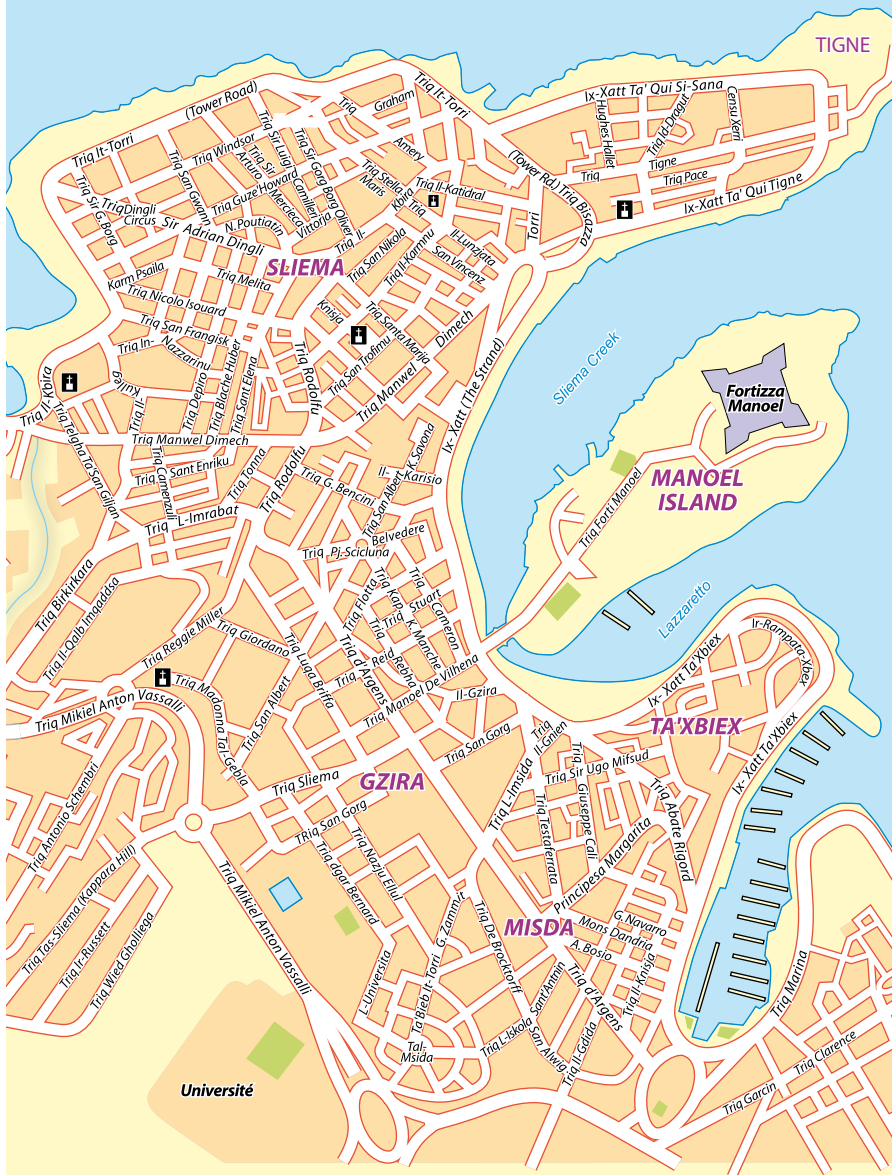 TIGNE
Triq It-Torri
(Tower Road)
Triq It-Torri
Triq
Graham
Ix-Xatt Ta' Qui Si-Sana
Hughes Hallet
Triq Id-Dragut
Censu Xerri
Tigne
Triq
Triq Pace
Ix-Xatt Ta' Qui Tigne
(Tower Rd.)
Triq Bisazza
Torri
Amery
Triq Windsor
Triq Sir Luigi
Camilleri
Triq Sir Gorg Borg Olivier
Triq Sir
Arturo
Mercieca
Triq San Gwann
Triq Guze Howard
Triq Stella
Maris
Kbira
Triq
Triq Il-Katidral
Triq Sir G. Borg
TriqDingli
Circus
Sir Adrian Dingli
N. Poutiatin
Vittoria
Triq Il-
Triq San Nikola
Triq Il-Karmnu
Il-Lunzjata
San Vincenz
SLIEMA
Karm Psaila
Triq Melita
Triq Nicolo Isouard
Knisja
Triq San Frangisk
Triq Santa Marija
Dimech
Triq In-
Nazzarinu
Triq San Trofimu
Triq Rodolfu
Triq Manwel
Sliema Creek
Triq Il-Kbira
Triq Il-
Triq Depiro
Triq Blache Huber
Triq Sant Elena
Ix- Xatt (The Strand)
Fortizza
Manoel
Triq Manwel Dimech
Triq Telgha Ta'San Giljan
Triq Camenzuli
Sant Enriku
Triq Tonna
Triq Rodolfu
K.Savona
Il-
Karisio
Triq G. Bencini
Triq San Albert
MANOEL
ISLAND
Triq Forti Manoel
Triq L-Imrabat
Belvedere
Triq Pj. Scicluna
Triq Birkirkara
Triq Il-Qalb Imqaddsa
Triq Flotta
Triq Kap.
Triq
Triq Stuart
Cameron
K. Manche
Triq
Lazzaretto
Triq Reggie Miller
Triq Giordano
Triq Luqa Briffa
Triq d'Argens
Triq Reid
Rebha
Triq Manoel De Vilhena
Ir-Rampara-Xbiex
Ix- Xatt Ta'Xbiex
Triq Mikiel Anton Vassalli
Triq Madonna Tal-Gebla
Triq San Albert
Il-Gzira
TA'XBIEX
Triq
Il-Gnien
Triq San Gorg
Ix- Xatt Ta'Xbiex
Triq Sliema
GZIRA
Triq Sir Ugo Mifsud
Triq
Giuseppe Cali
Triq L-Imsida
Triq Testaferrata
Triq Abate Rigord
Triq Antonio Schembri
TRiq San Gorg
Triq dgar Bernard
Triq Nazju Ellul
Principesa Margarita
Triq Mikiel Anton Vassalli
Triq Tas-Sliema (Kappara Hill)
Triq Ir-Russett
Triq Wied Gholliega
G. Zammit
Ta'Bieb It-Torri
L-Universita
Triq De Brocktorff
MISDA
G.Navarro
Mons Dandria
A. Bosio
Triq Il-Knisja
Triq d'Argens
Sant'Antnin
Triq L-Iskola
San Alwig
Triq Il-Gdida
Tal-
Msida
Triq Marina
Triq Clarence
Triq Garcin
Université